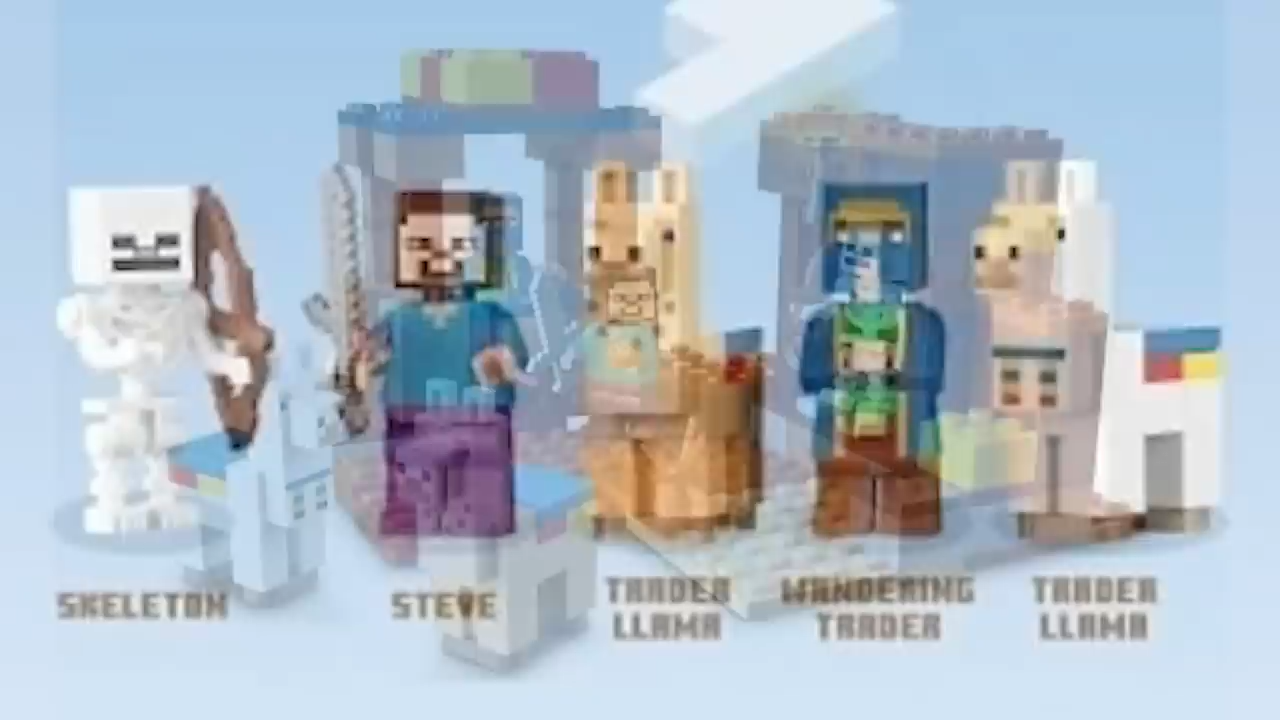 SKELETON
STEVE
TRADER
LLAMA
WANDERING
TRADER
TRADER
LLAMA